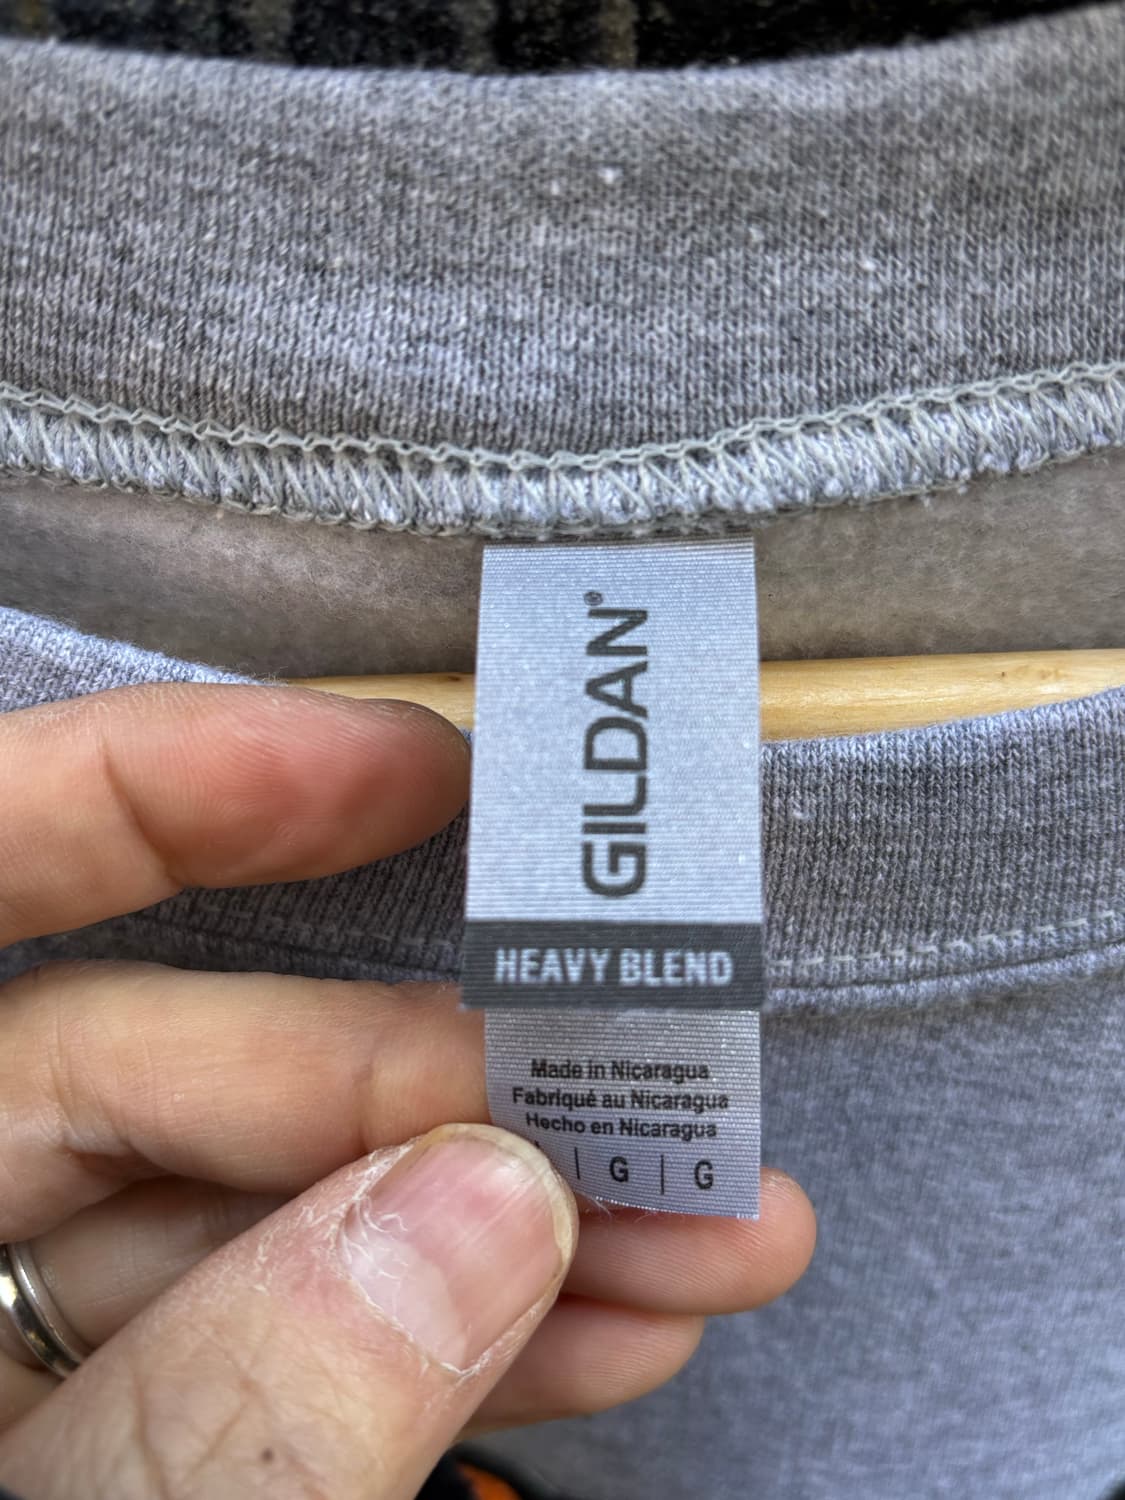 GILDAN®
HEAVY BLEND
Made in Nicaragua
Fabriqué au Nicaragua
Hecho en Nicaragua
| G | G